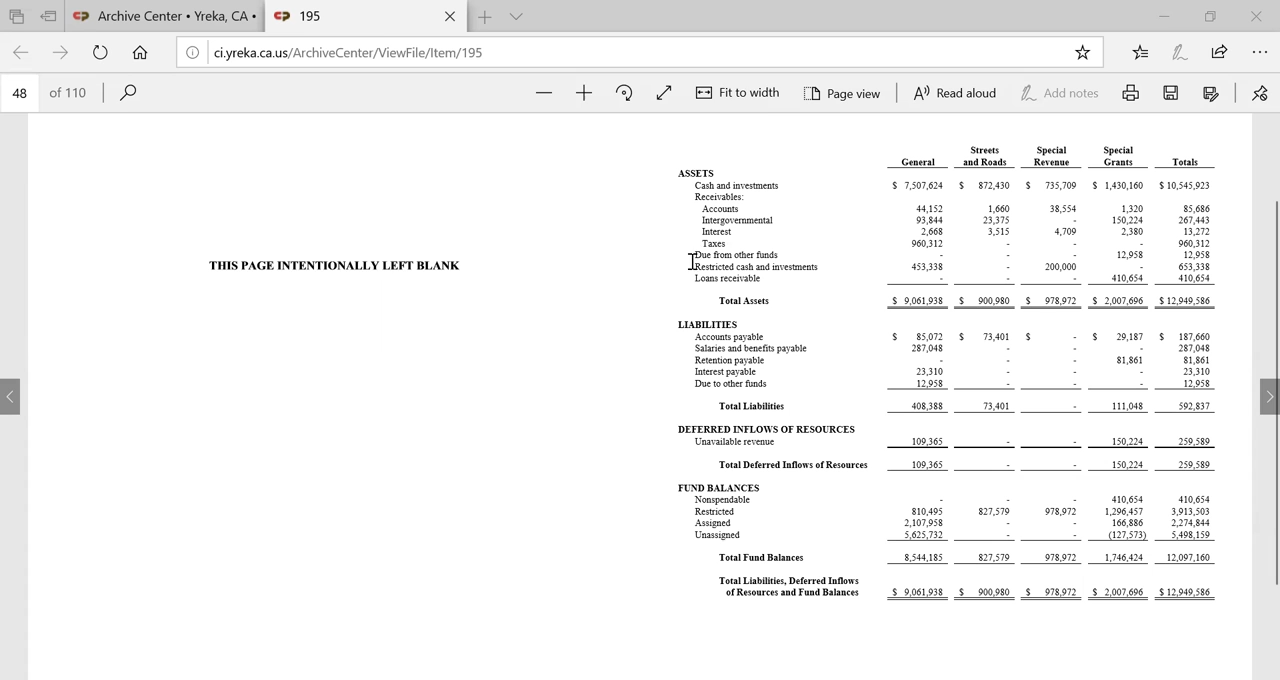 Archive Center • Yreka, CA •
195
ci.yreka.ca.us/ArchiveCenter/ViewFile/Item/195
48 of 110 Fit to width Page view Read aloud Add notes
THIS PAGE INTENTIONALLY LEFT BLANK
Streets Special Special
General and Roads Revenue Grants Totals
ASSETS
Cash and investments $ 7,507,624 $ 872,430 $ 735,709 $ 1,430,160 $ 10,545,923
Receivables:
Accounts 44,152 1,660 38,554 1,320 85,686
Intergovernmental 93,844 23,375 - 150,224 267,443
Interest 2,668 3,515 4,709 2,380 13,272
Taxes 960,312 - - - 960,312
Due from other funds - - - 12,958 12,958
Restricted cash and investments 453,338 - 200,000 - 653,338
Loans receivable - - - 410,654 410,654
Total Assets $ 9,061,938 $ 900,980 $ 978,972 $ 2,007,696 $ 12,949,586
LIABILITIES
Accounts payable $ 85,072 $ 73,401 $ - $ 29,187 $ 187,660
Salaries and benefits payable 287,048 - - - 287,048
Retention payable - - - 81,861 81,861
Interest payable 23,310 - - - 23,310
Due to other funds 12,958 - - - 12,958
Total Liabilities 408,388 73,401 - 111,048 592,837
DEFERRED INFLOWS OF RESOURCES
Unavailable revenue 109,365 - - 150,224 259,589
Total Deferred Inflows of Resources 109,365 - - 150,224 259,589
FUND BALANCES
Nonspendable - - - 410,654 410,654
Restricted 810,495 827,579 978,972 1,296,457 3,913,503
Assigned 2,107,958 - - 166,886 2,274,844
Unassigned 5,625,732 - - (127,573) 5,498,159
Total Fund Balances 8,544,185 827,579 978,972 1,746,424 12,097,160
Total Liabilities, Deferred Inflows
of Resources and Fund Balances $ 9,061,938 $ 900,980 $ 978,972 $ 2,007,696 $ 12,949,586